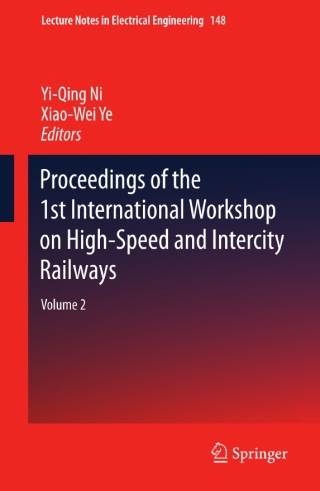 Lecture Notes in Electrical Engineering 148
Yi-Qing Ni
Xiao-Wei Ye
Editors
Proceedings of the
1st International Workshop
on High-Speed and Intercity
Railways
Volume 2
Springer